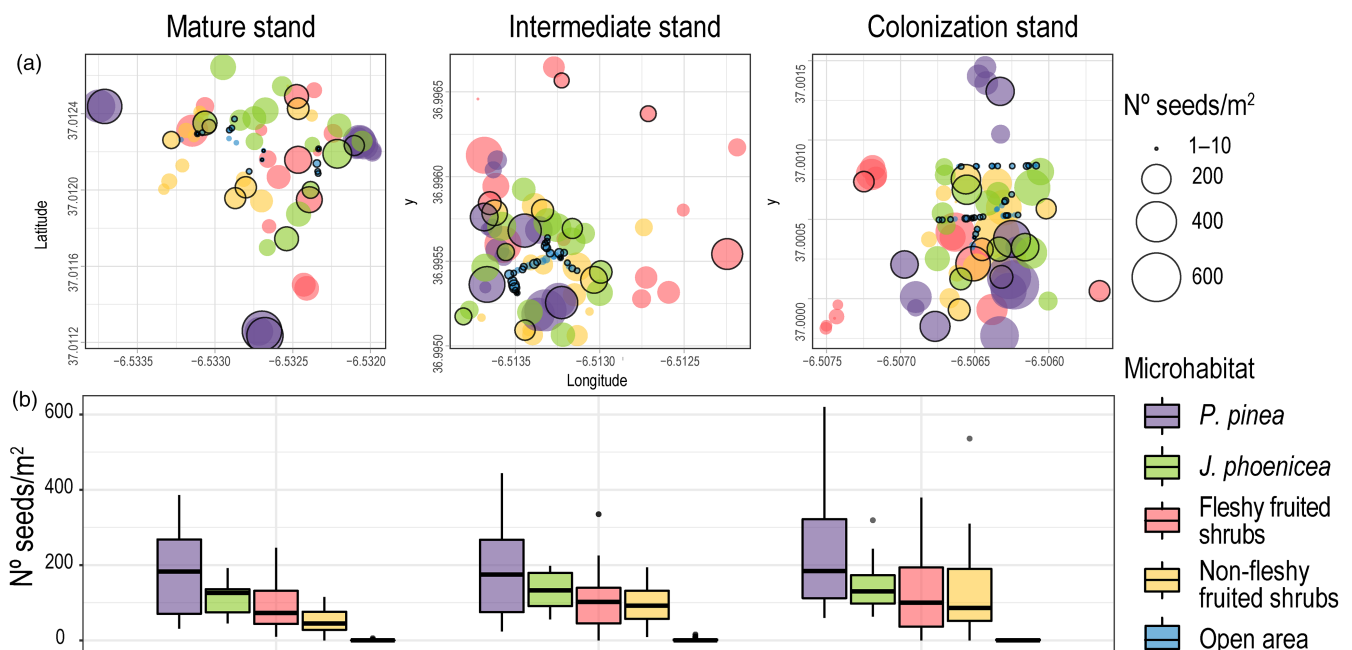 Mature stand
Intermediate stand
Colonization stand
(a)
Latitude
37.0124
37.0120
37.0116
37.0112
−6.5335
−6.5330
−6.5325
−6.5320
y
36.9965
36.9960
36.9955
36.9950
−6.5135
−6.5130
−6.5125
Longitude
y
37.0015
37.0010
37.0005
37.0000
−6.5075
−6.5070
−6.5065
−6.5060
Nº seeds/m²
1–10
200
400
600
Microhabitat
P. pinea
J. phoenicea
Fleshy fruited
shrubs
Non-fleshy
fruited shrubs
Open area
(b)
Nº seeds/m²
600
400
200
0